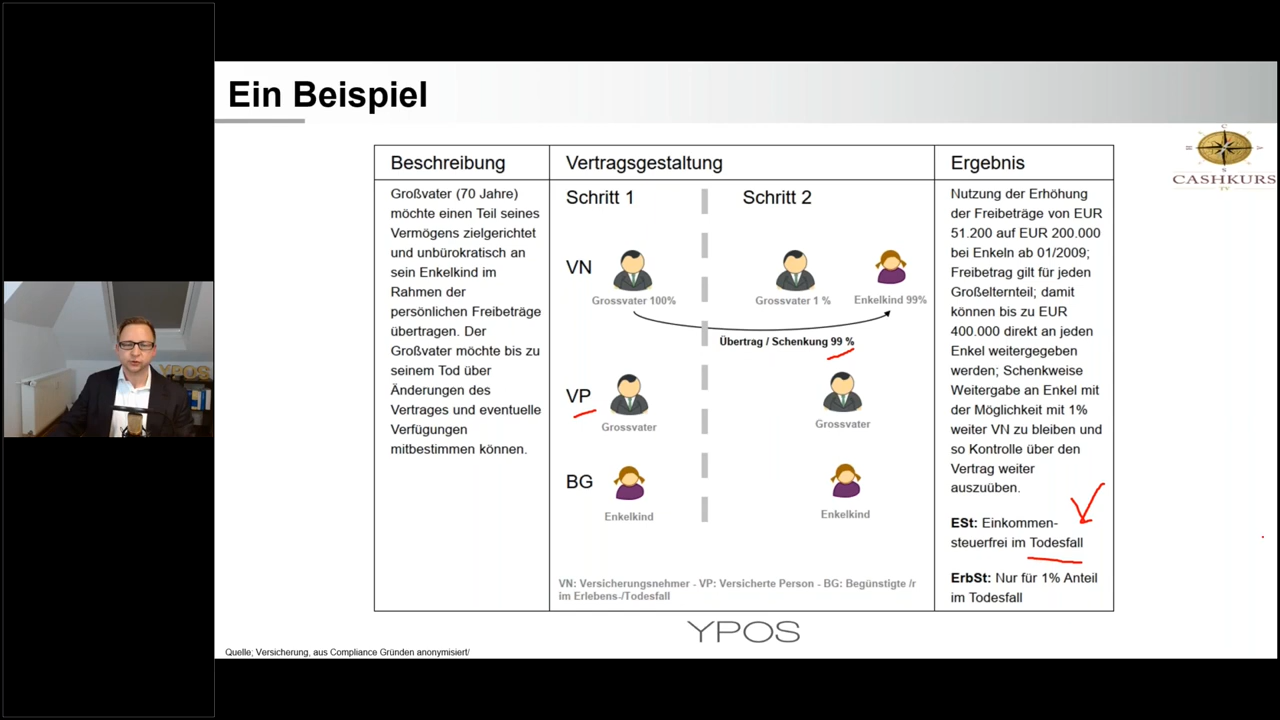 Ein Beispiel
CASHKURS
Beschreibung
Großvater (70 Jahre)
möchte einen Teil seines
Vermögens zielgerichtet
und unbürokratisch an
sein Enkelkind im
Rahmen der
persönlichen Freibeträge
übertragen. Der
Großvater möchte bis zu
seinem Tod über
Änderungen des
Vertrages und eventuelle
Verfügungen
mitbestimmen können.
Vertragsgestaltung
Schritt 1
Schritt 2
VN
Grossvater 100%
Grossvater 1 %
Enkelkind 99%
Übertrag / Schenkung 99 %
VP
Grossvater
Grossvater
BG
Enkelkind
Enkelkind
VN: Versicherungsnehmer - VP: Versicherte Person - BG: Begünstigte /r
im Erlebens-/Todesfall
Ergebnis
Nutzung der Erhöhung
der Freibeträge von EUR
51.200 auf EUR 200.000
bei Enkeln ab 01/2009;
Freibetrag gilt für jeden
Großelternteil; damit
können bis zu EUR
400.000 direkt an jeden
Enkel weitergegeben
werden; Schenkweise
Weitergabe an Enkel mit
der Möglichkeit mit 1%
weiter VN zu bleiben und
so Kontrolle über den
Vertrag weiter
auszuüben.
ESt: Einkommen-
steuerfrei im Todesfall
ErbSt: Nur für 1% Anteil
im Todesfall
YPOS
YPOS
Quelle; Versicherung, aus Compliance Gründen anonymisiert/